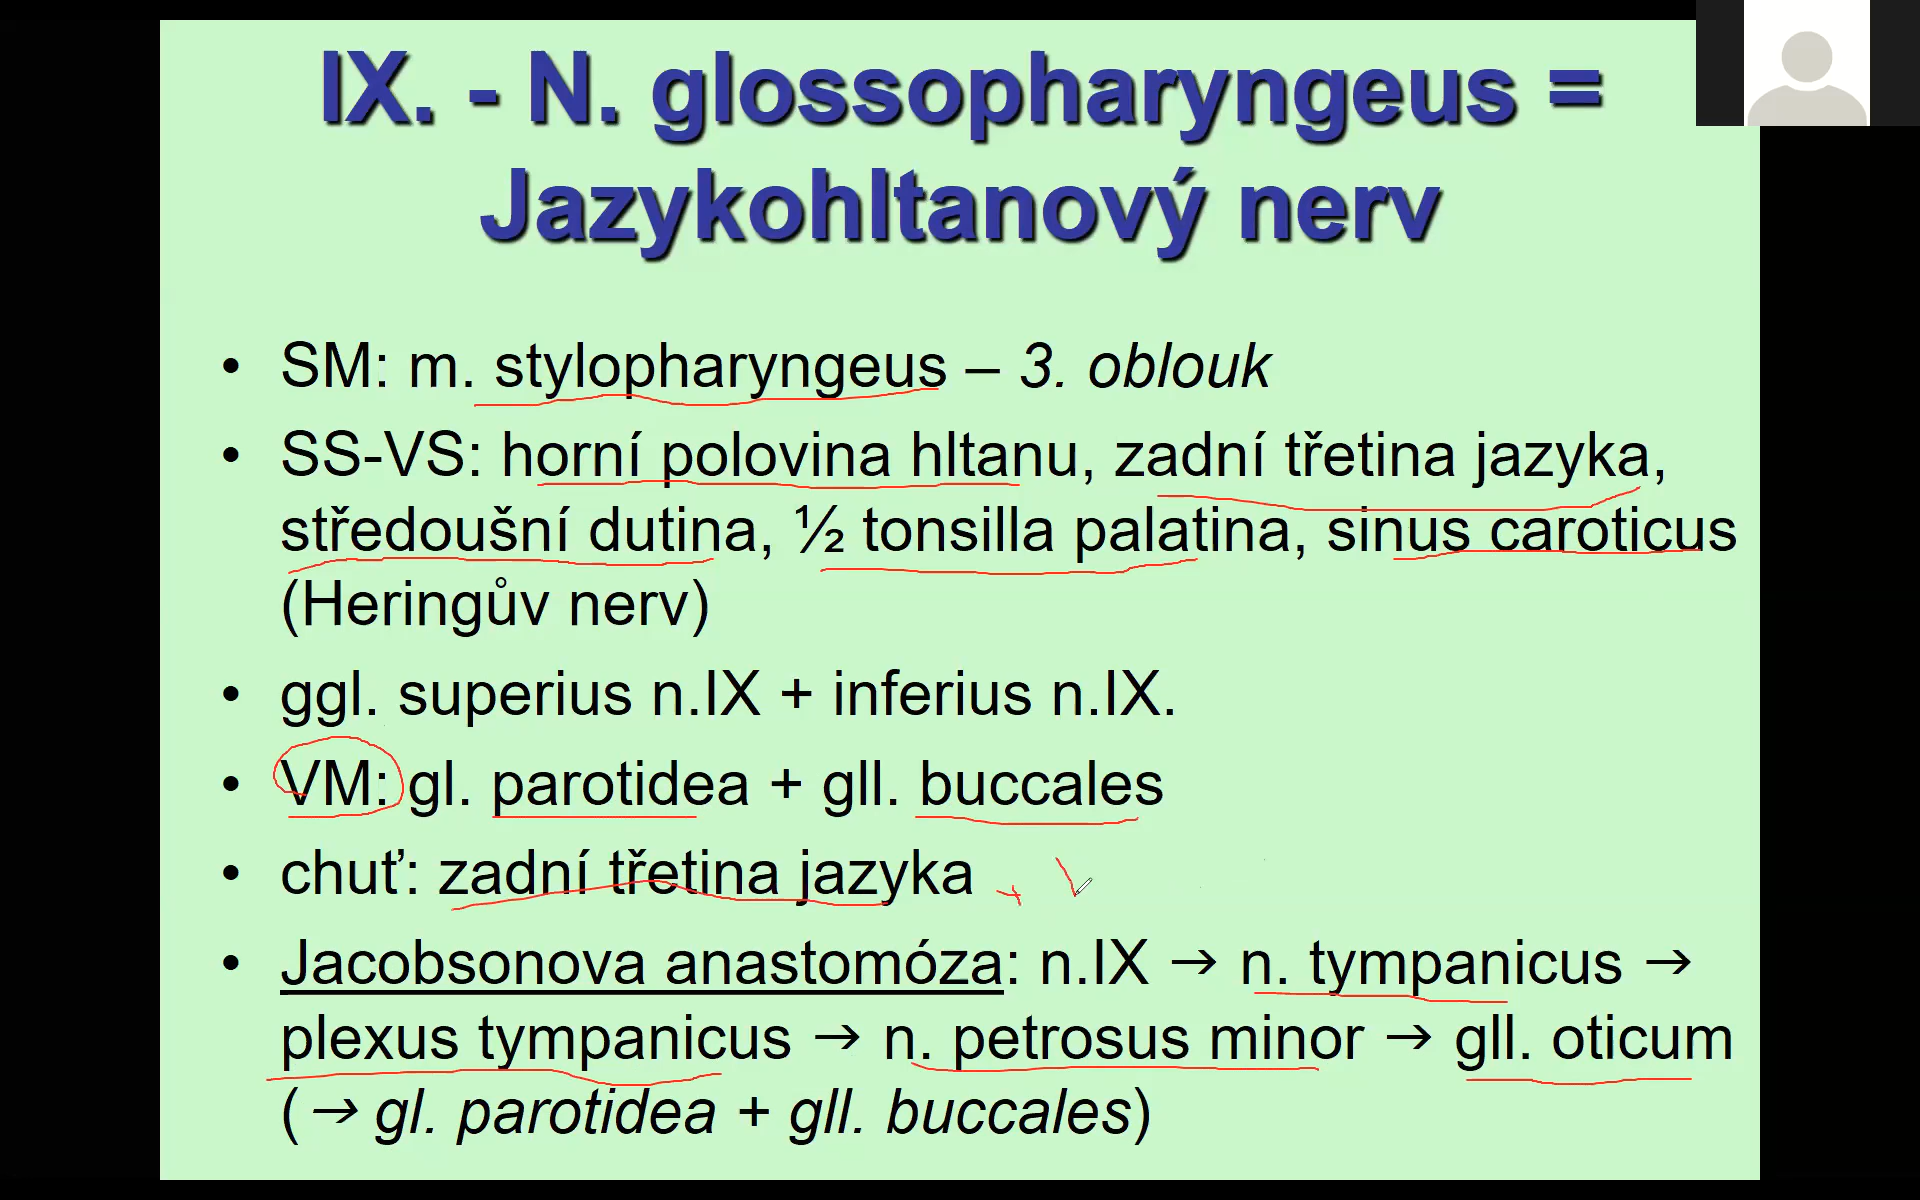 IX. - N. glossopharyngeus =
Jazykohltanový nerv
• SM: m. stylopharyngeus – 3. oblouk
• SS-VS: horní polovina hltanu, zadní třetina jazyka,
středoušní dutina, ½ tonsilla palatina, sinus caroticus
(Heringův nerv)
• ggl. superius n.IX + inferius n.IX.
• VM: gl. parotidea + gll. buccales
• chuť: zadní třetina jazyka +
• Jacobsonova anastomóza: n.IX → n. tympanicus →
plexus tympanicus → n. petrosus minor → gll. oticum
(→ gl. parotidea + gll. buccales)